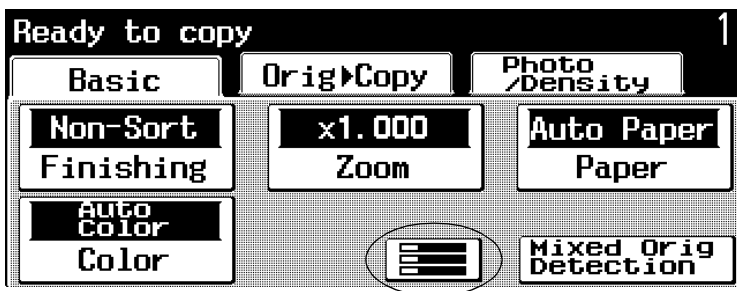 Ready to copy 1
Basic Orig▶Copy Photo
/Density
Non-Sort x1.000 Auto Paper
Finishing Zoom Paper
Auto
Color
Color
Mixed Orig
Detection